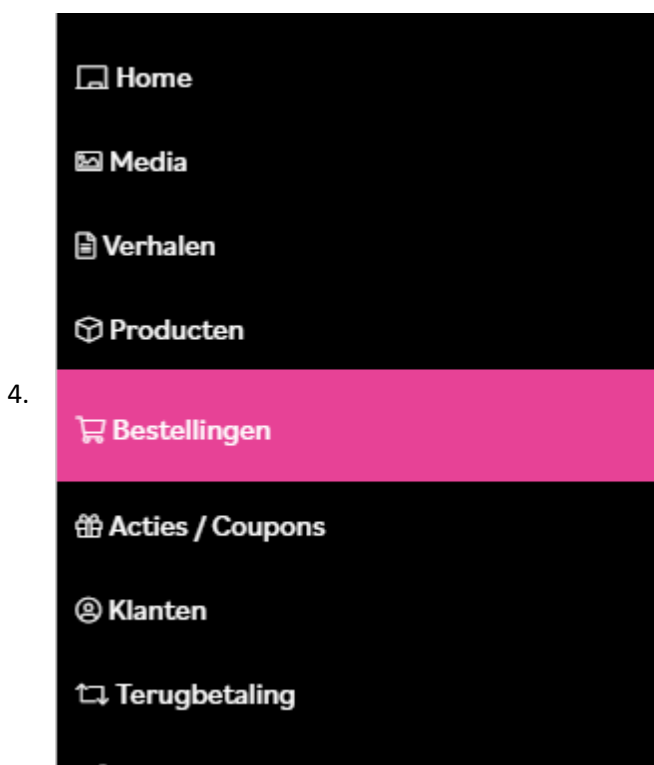 Home
Media
Verhalen
Producten
4.
Bestellingen
Acties / Coupons
Klanten
Terugbetaling